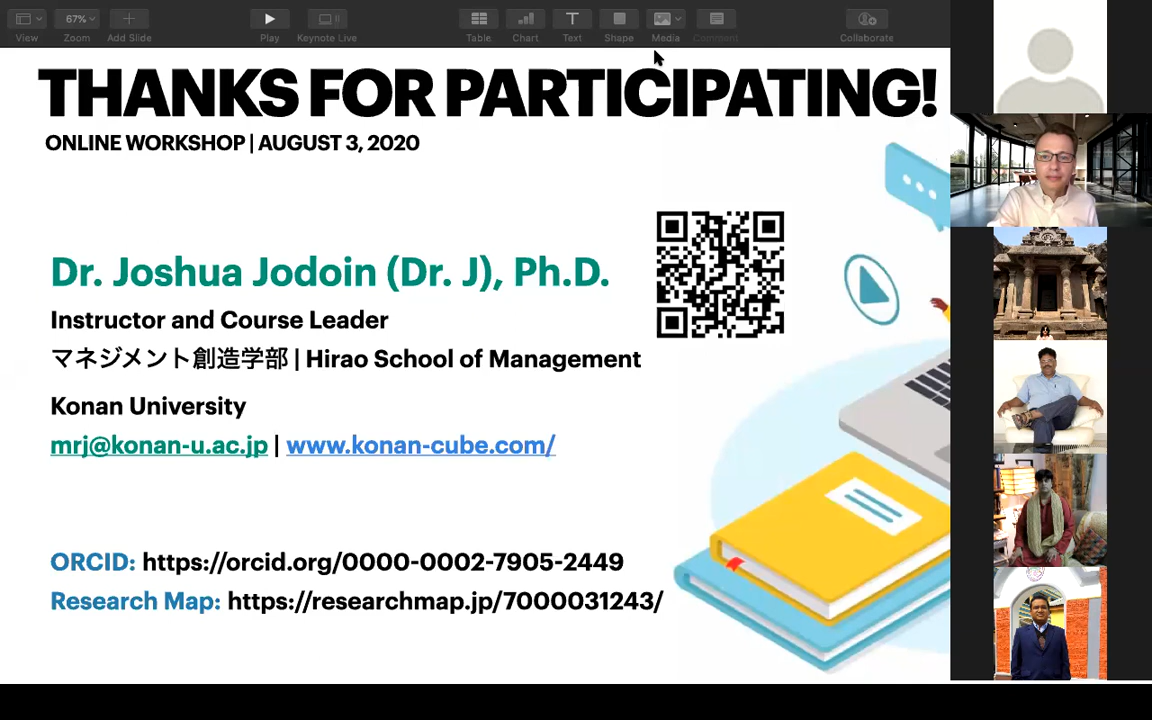 67%
View
Zoom
Add Slide
Play
Keynote Live
Table
Chart
Text
Shape
Media
Comment
Collaborate
THANKS FOR PARTICIPATING!
ONLINE WORKSHOP | AUGUST 3, 2020
Dr. Joshua Jodoin (Dr. J), Ph.D.
Instructor and Course Leader
マネジメント創造学部 | Hirao School of Management
Konan University
mrj@konan-u.ac.jp | www.konan-cube.com/
ORCID: https://orcid.org/0000-0002-7905-2449
Research Map: https://researchmap.jp/7000031243/